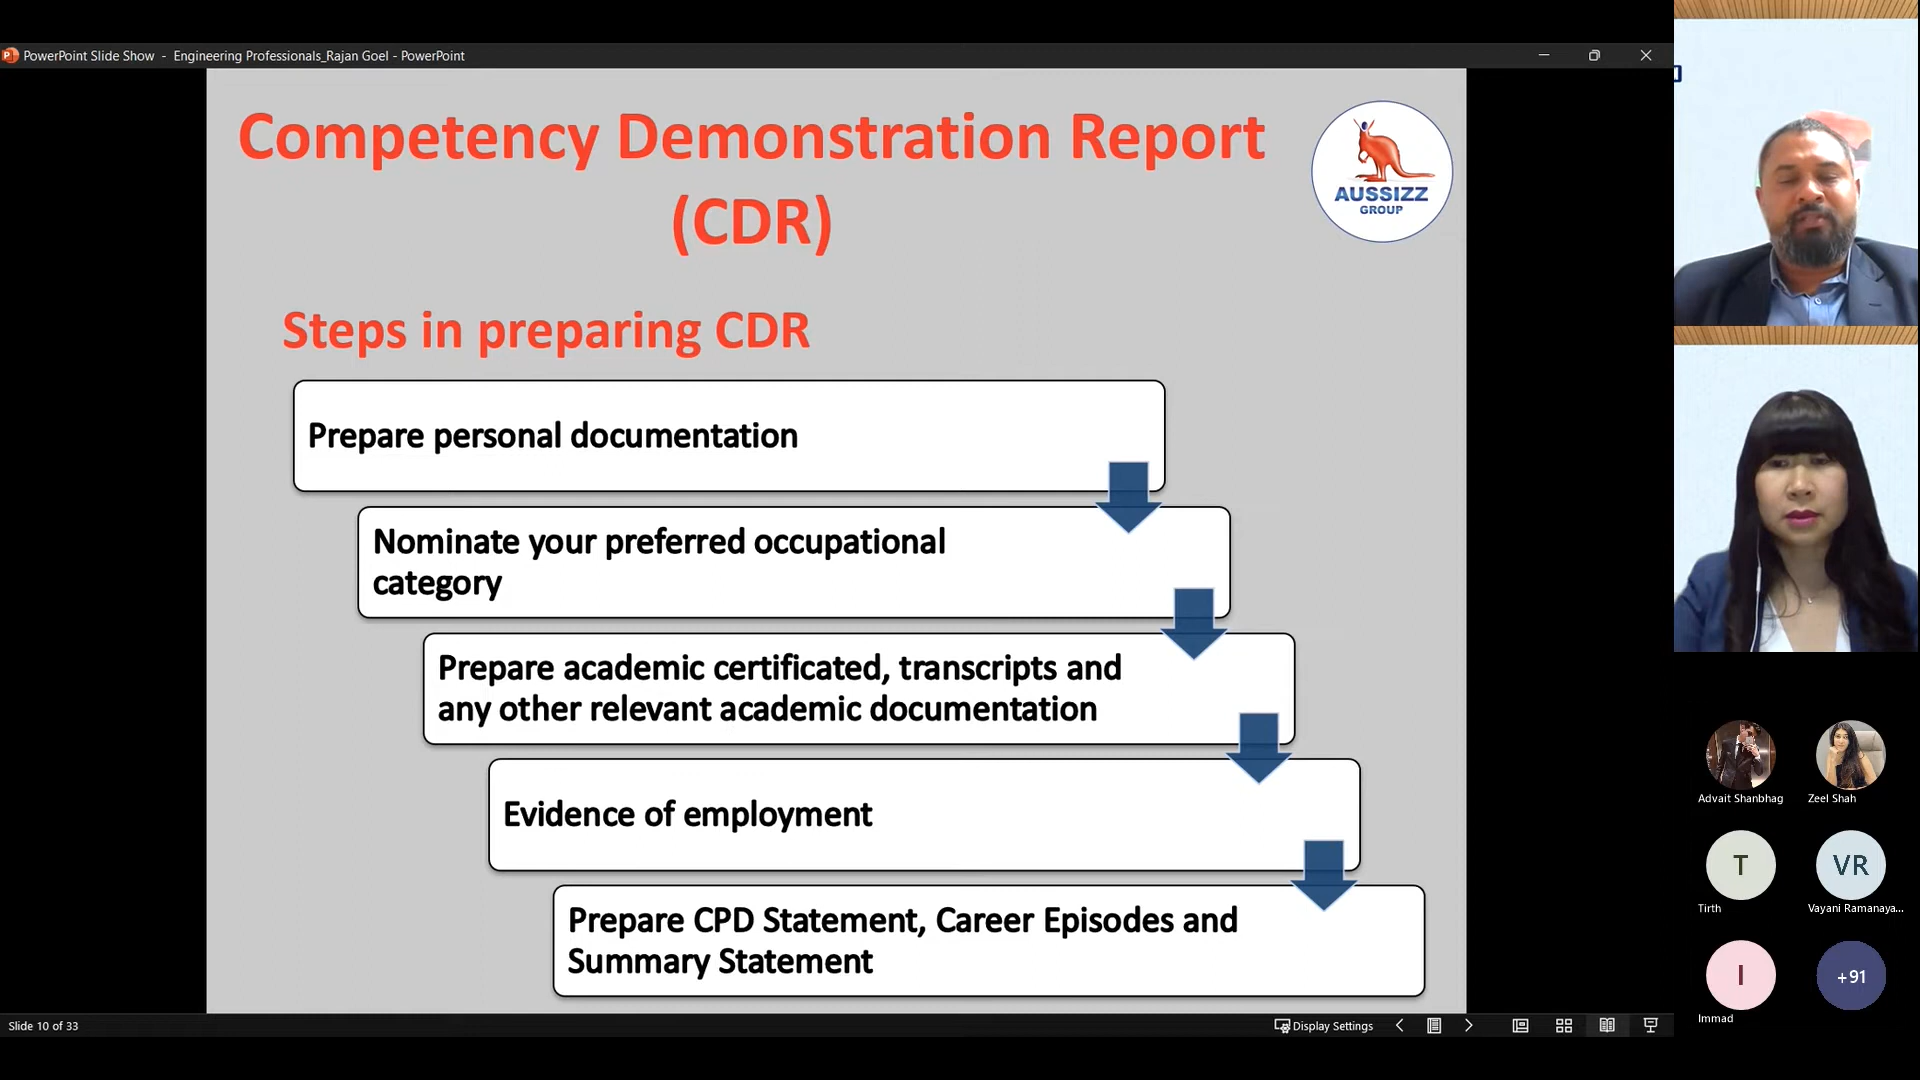 PowerPoint Slide Show - Engineering Professionals_Rajan Goel - PowerPoint
Competency Demonstration Report
(CDR)
AUSSIZZ
GROUP
Steps in preparing CDR
Prepare personal documentation
Nominate your preferred occupational
category
Prepare academic certificated, transcripts and
any other relevant academic documentation
Evidence of employment
Prepare CPD Statement, Career Episodes and
Summary Statement
Slide 10 of 33
Display Settings
Advait Shanbhag
Zeel Shah
T
VR
Tirth
Vayani Ramanaya...
I
+91
Immad